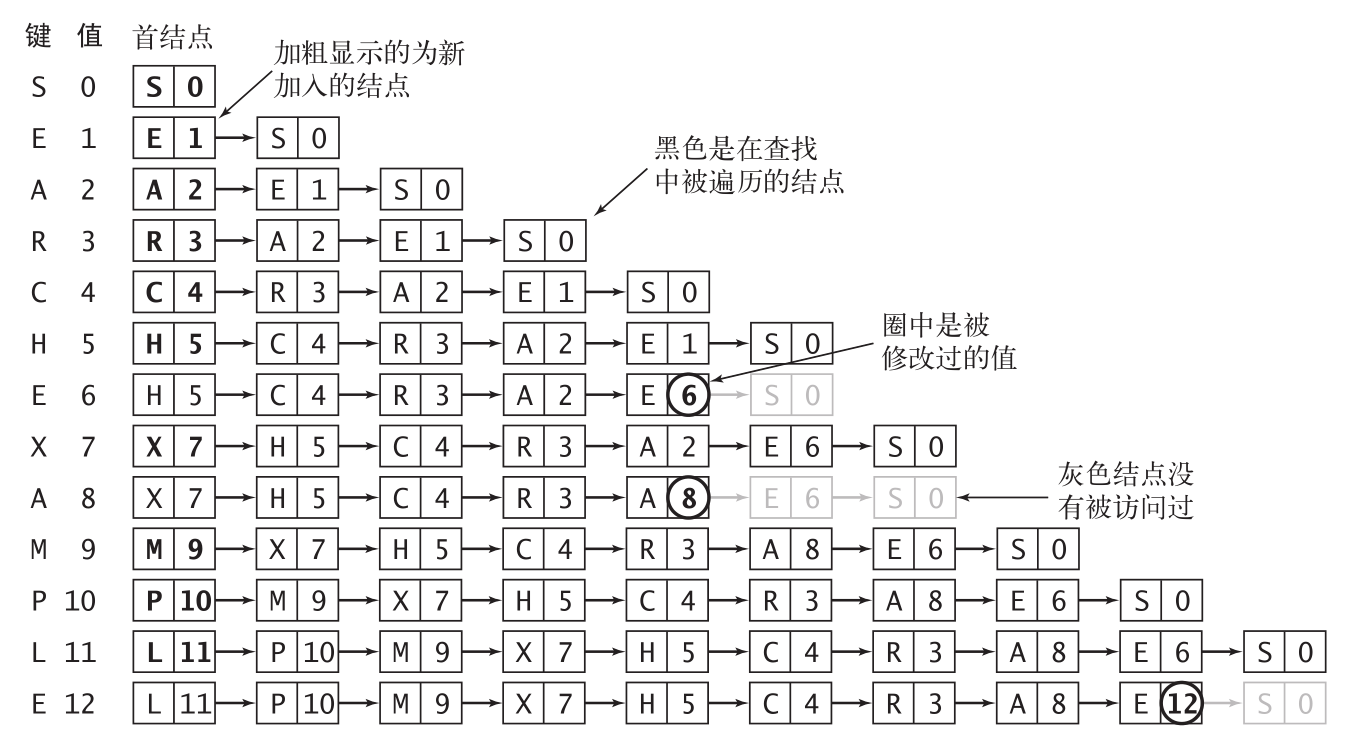 键 值 首结点
加粗显示的为新
加入的结点
S 0 S 0
E 1 E 1 S 0
黑色是在查找
中被遍历的结点
A 2 A 2 E 1 S 0
R 3 R 3 A 2 E 1 S 0
C 4 C 4 R 3 A 2 E 1 S 0
圈中是被
修改过的值
H 5 H 5 C 4 R 3 A 2 E 1 S 0
E 6 H 5 C 4 R 3 A 2 E 6 S 0
X 7 X 7 H 5 C 4 R 3 A 2 E 6 S 0
灰色结点没
有被访问过
A 8 X 7 H 5 C 4 R 3 A 8 E 6 S 0
M 9 M 9 X 7 H 5 C 4 R 3 A 8 E 6 S 0
P 10 P 10 M 9 X 7 H 5 C 4 R 3 A 8 E 6 S 0
L 11 L 11 P 10 M 9 X 7 H 5 C 4 R 3 A 8 E 6 S 0
E 12 L 11 P 10 M 9 X 7 H 5 C 4 R 3 A 8 E 12 S 0